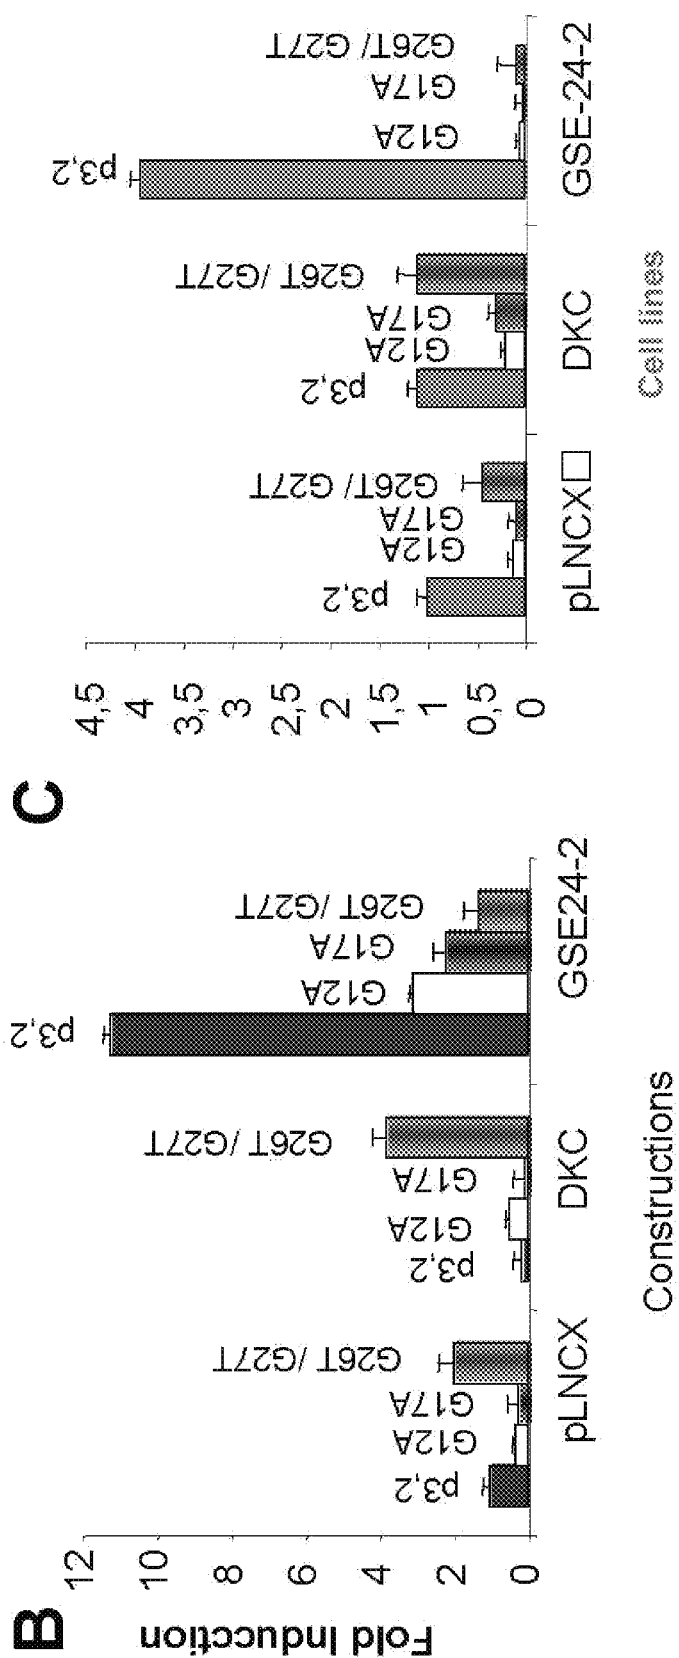 B
Fold Inducction
12
10
8
6
4
2
0
p3,2
G12A
G17A
G26T/ G27T
p3,2
G12A
G17A
G26T /G27T
p3,2
G12A
G17A
G26T /G27T
pLNCX
DKC
GSE24-2
Constructions
C
4,5
4
3,5
3
2,5
2
1,5
1
0,5
0
p3,2
G12A
G17A
G26T/ G27T
p3,2
G12A
G17A
G26T / G27T
p3,2
G12A
G17A
G26T/ G27T
pLNCX□
DKC
GSE-24-2
Cell lines